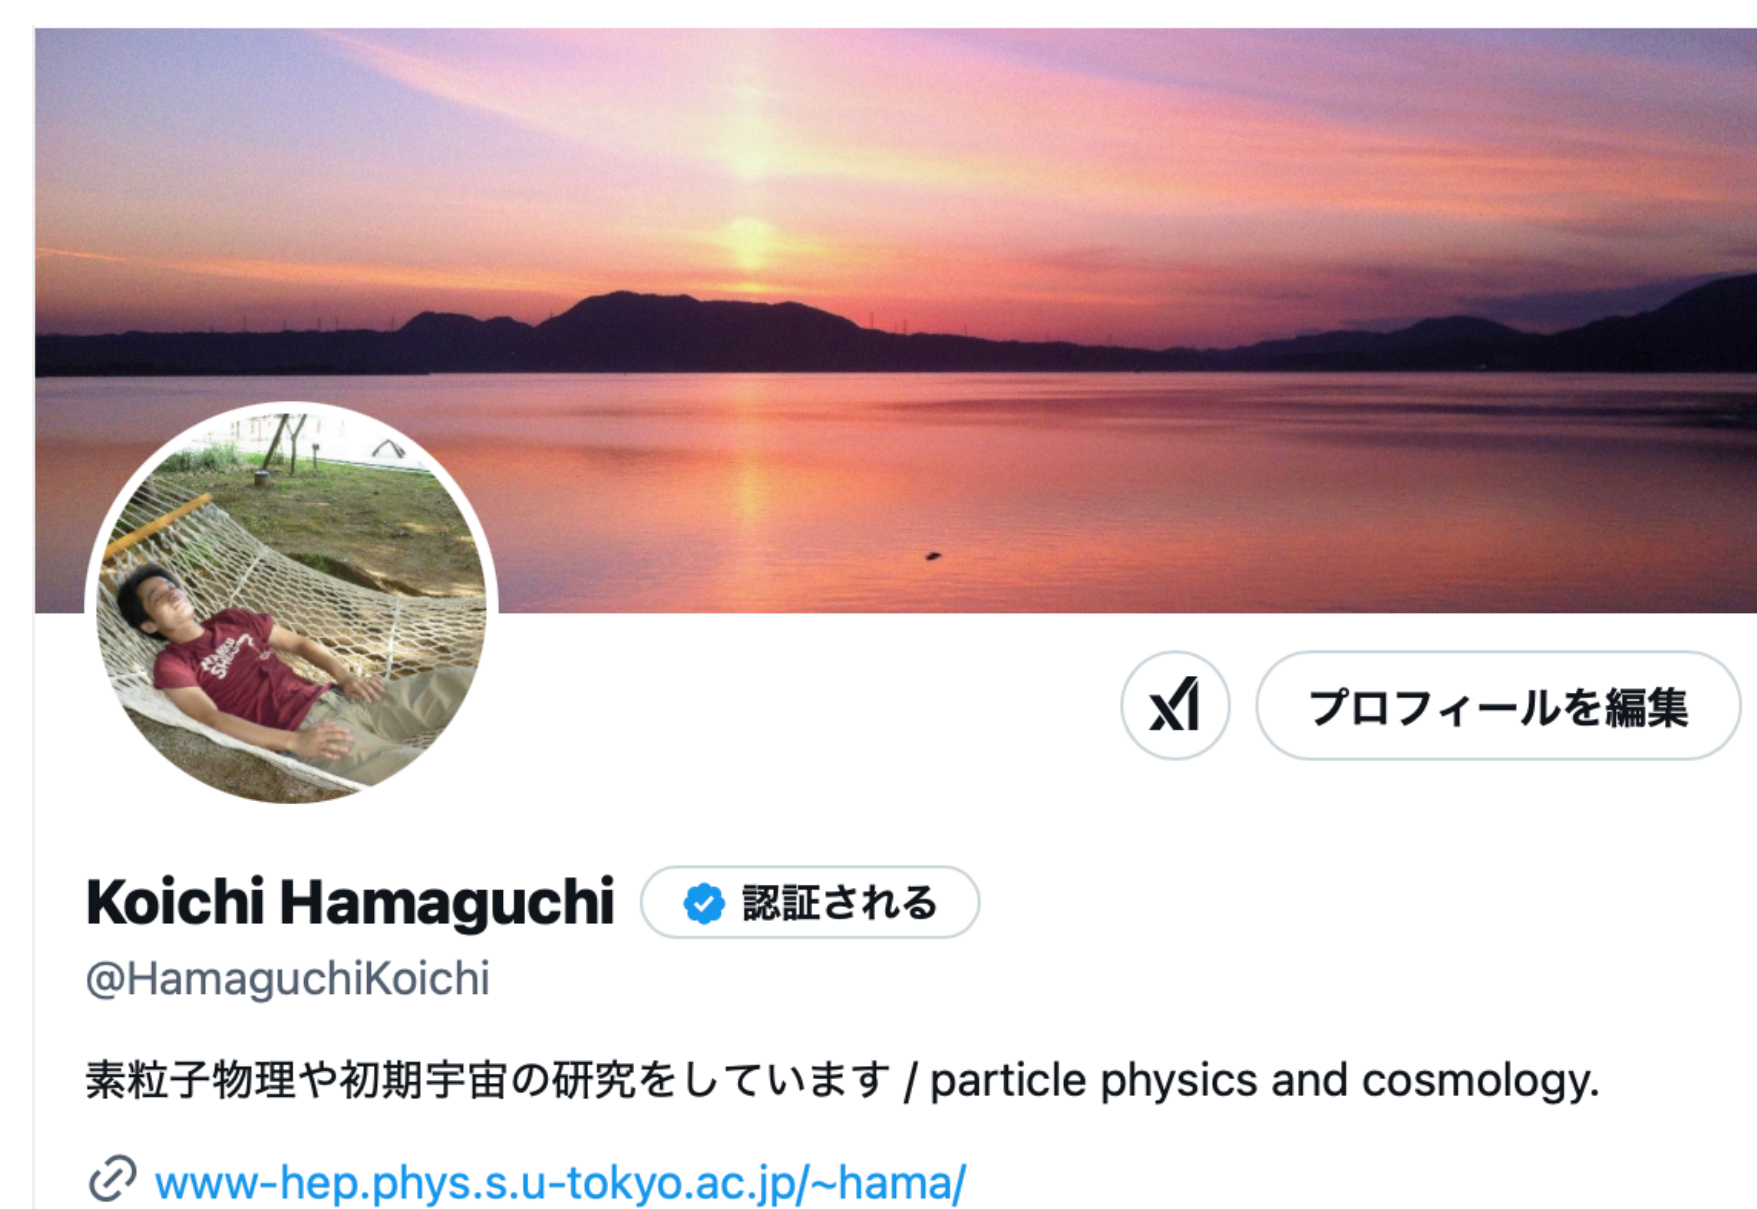 プロフィールを編集
Koichi Hamaguchi 認証される
@HamaguchiKoichi
素粒子物理や初期宇宙の研究をしています / particle physics and cosmology.
www-hep.phys.s.u-tokyo.ac.jp/~hama/